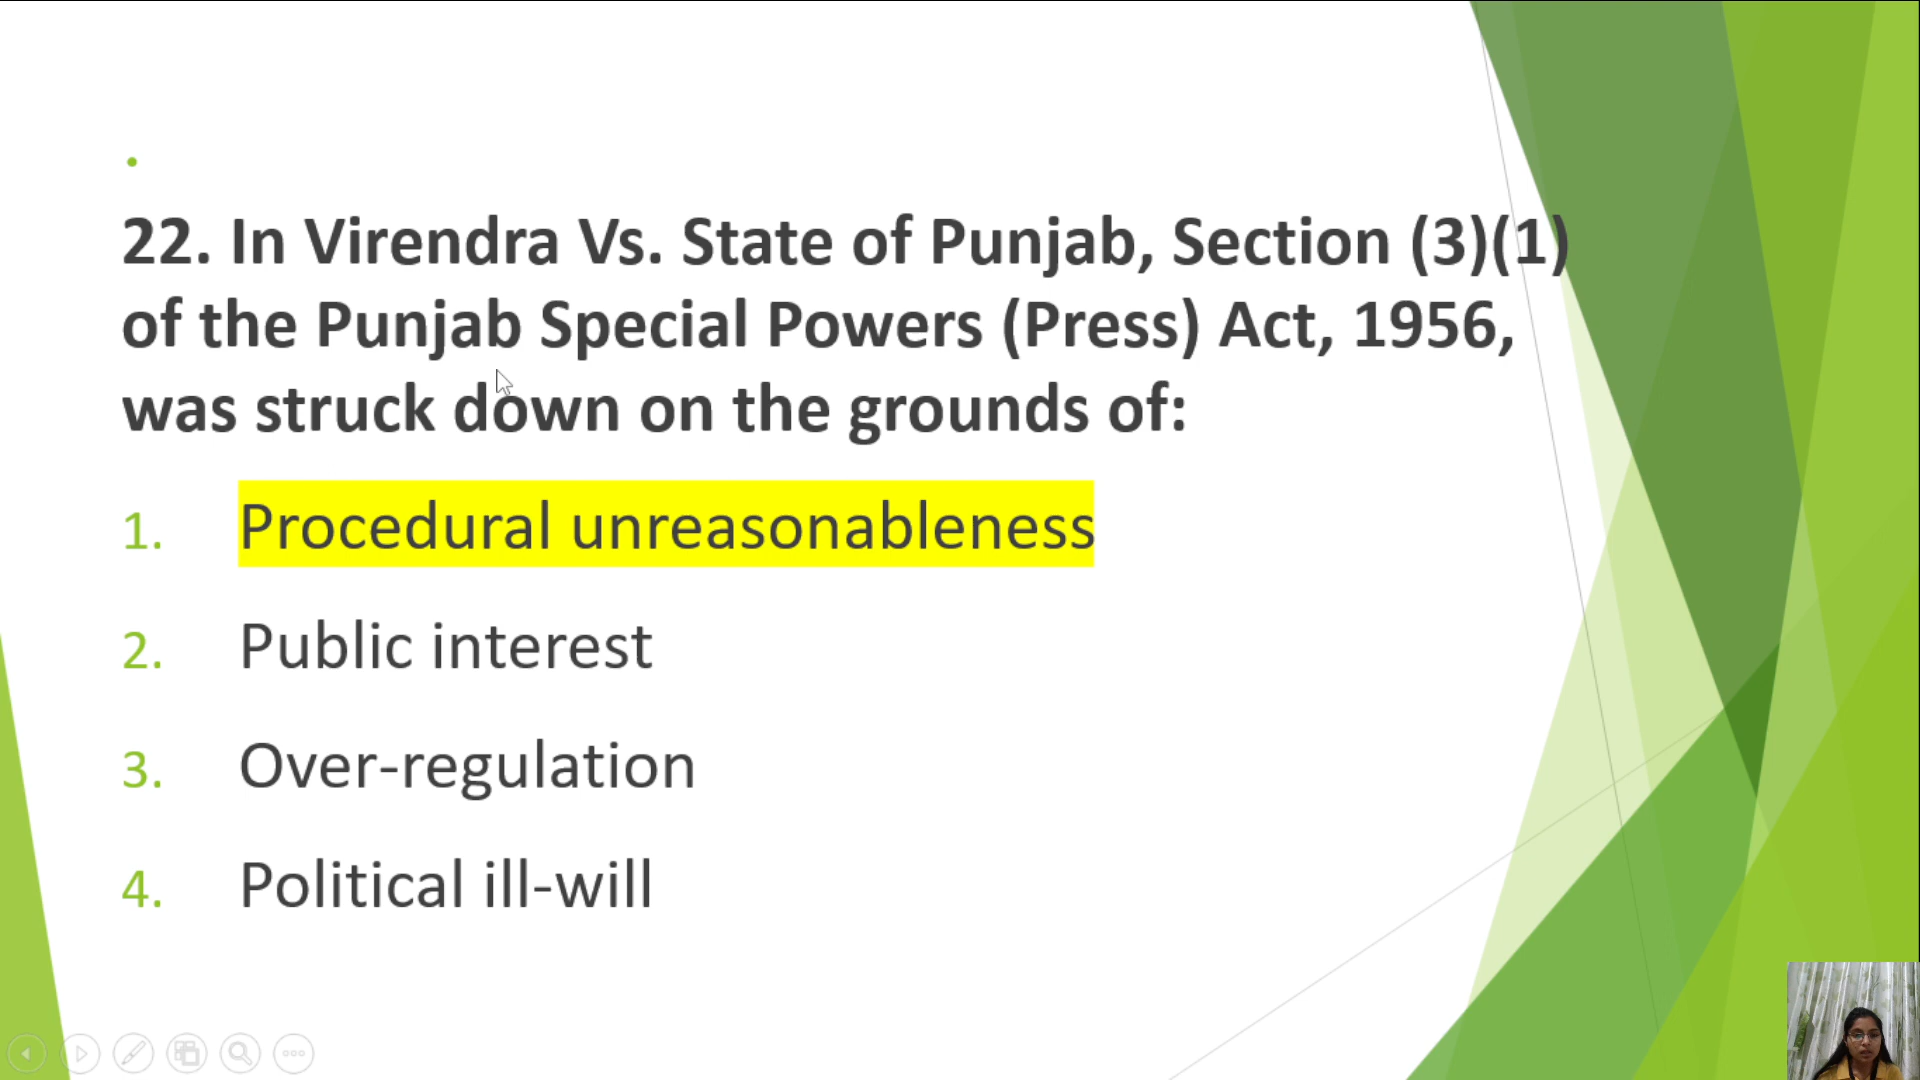 22. In Virendra Vs. State of Punjab, Section (3)(1)
of the Punjab Special Powers (Press) Act, 1956,
was struck down on the grounds of:
1. Procedural unreasonableness
2. Public interest
3. Over-regulation
4. Political ill-will